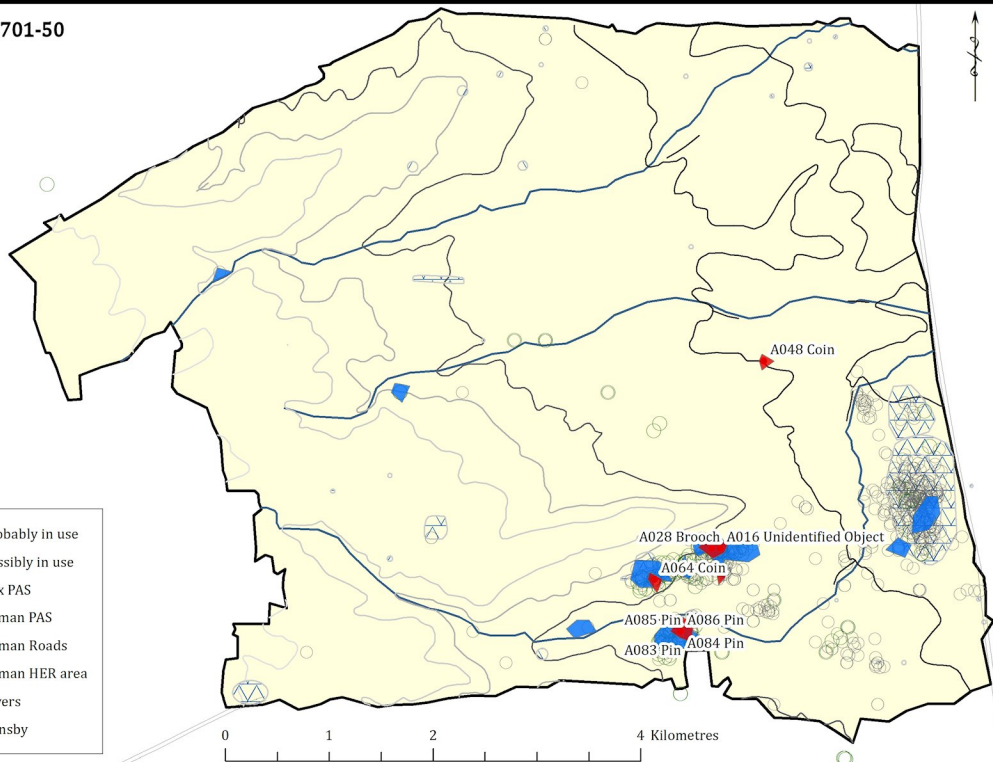 701-50
A048 Coin
A028 Brooch A016 Unidentified Object
A064 Coin
A085 Pin A086 Pin
A083 Pin A084 Pin
obably in use
ssibly in use
x PAS
man PAS
man Roads
man HER area
vers
nsby
0 1 2 4 Kilometres